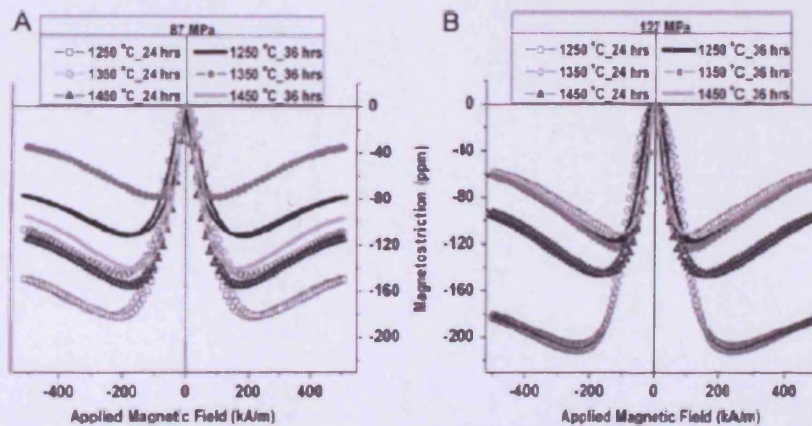 A
87 MPa
1250 °C_24 hrs 1250 °C_36 hrs
1350 °C_24 hrs 1350 °C_36 hrs
1450 °C_24 hrs 1450 °C_36 hrs
0
-40
-80
-120
-160
-200
Magnetostriction (ppm)
-400 -200 0 200 400
Applied Magnetic Field (kA/m)
B
127 MPa
1250 °C_24 hrs 1250 °C_36 hrs
1350 °C_24 hrs 1350 °C_36 hrs
1450 °C_24 hrs 1450 °C_36 hrs
0
-40
-80
-120
-160
-200
-400 -200 0 200 400
Applied Magnetic Field (kA/m)